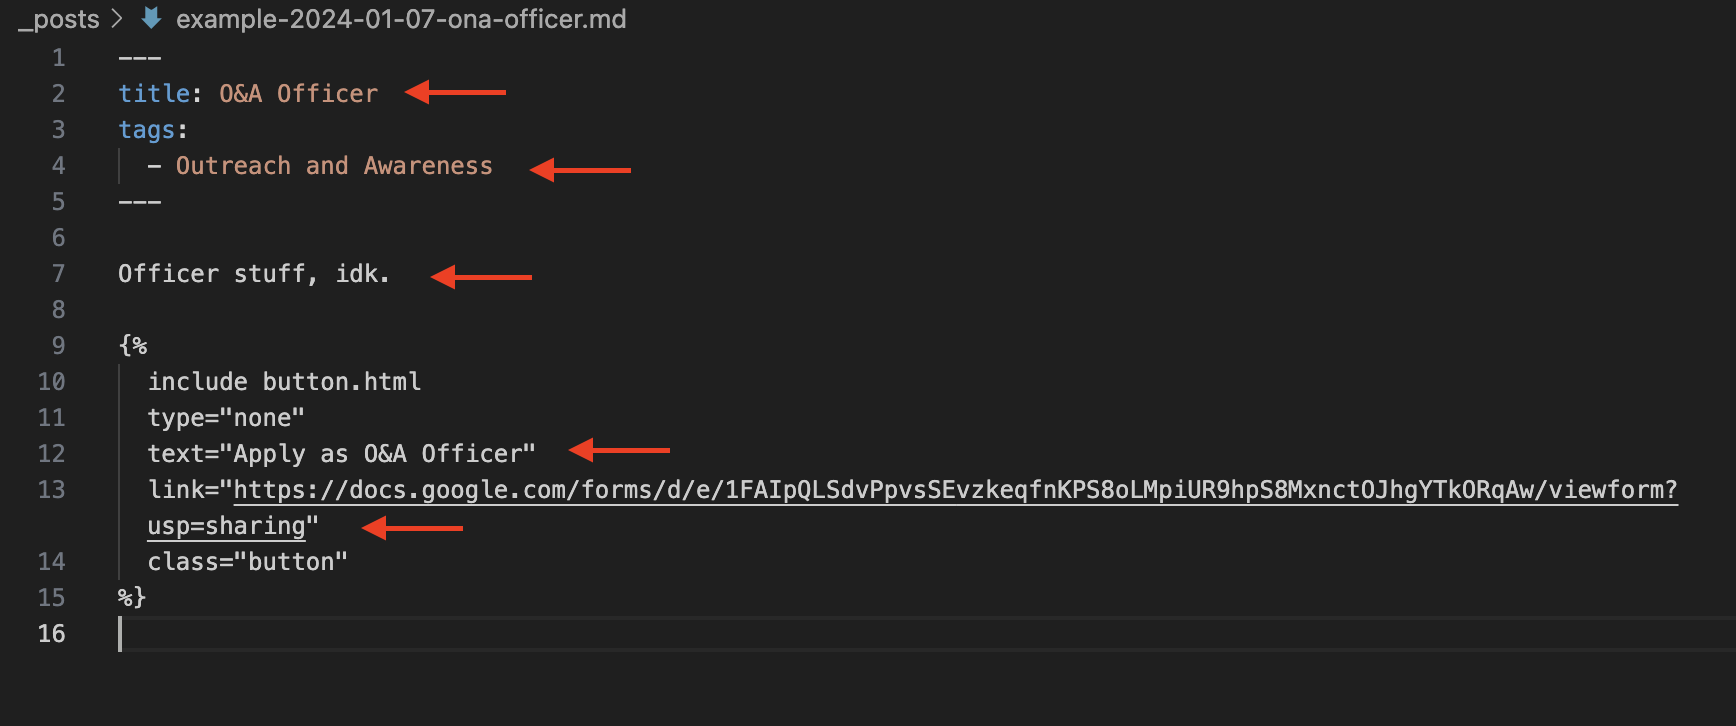 _posts > example-2024-01-07-ona-officer.md
1 ---
2 title: O&A Officer
3 tags:
4 - Outreach and Awareness
5 ---
6
7 Officer stuff, idk.
8
9 {%
10 include button.html
11 type="none"
12 text="Apply as O&A Officer"
13 link="https://docs.google.com/forms/d/e/1FAIpQLSdvPpvsSEvzkeqfnKPS8oLMpiUR9hpS8MxnctOJhgYTkORqAw/viewform?
usp=sharing"
14 class="button"
15 %}
16